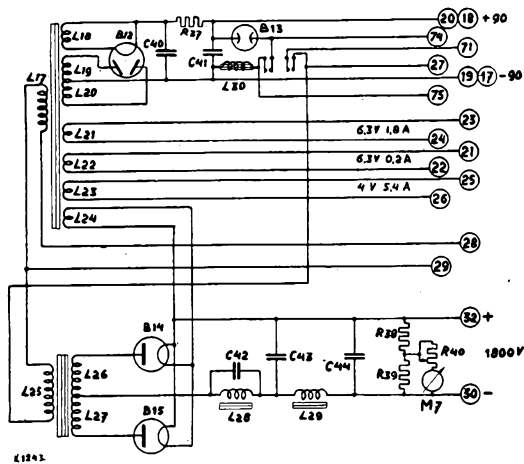 L18
B12
R37
B13
20 18 +90
C40
74
C41
71
L19
27
L17
L20
L30
19 17 -90
75
L21
23
6,3V 1,8A
24
L22
21
6,3V 0,2A
22
L23
25
4V 5,4A
26
L24
28
29
B14
32 +
R38
C42
C43
C44
R40
1800V
L26
R39
L25
M7
L27
30 -
B15
L28
L29
K1243